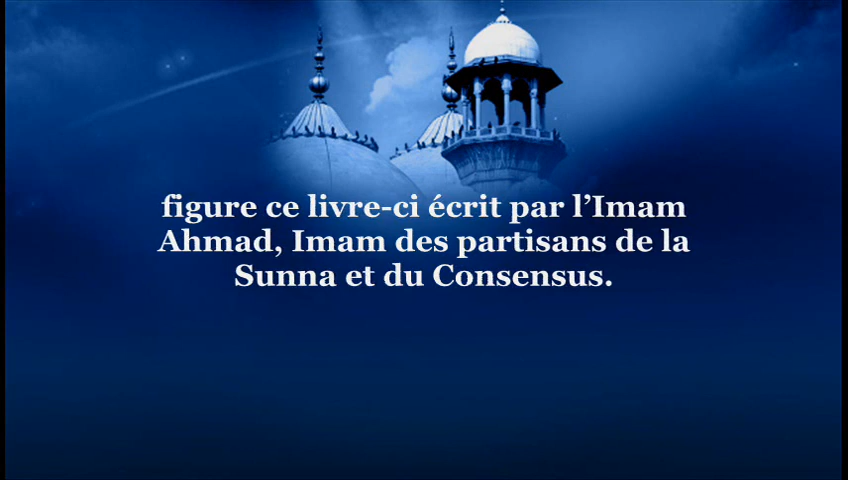 figure ce livre-ci écrit par l’Imam
Ahmad, Imam des partisans de la
Sunna et du Consensus.